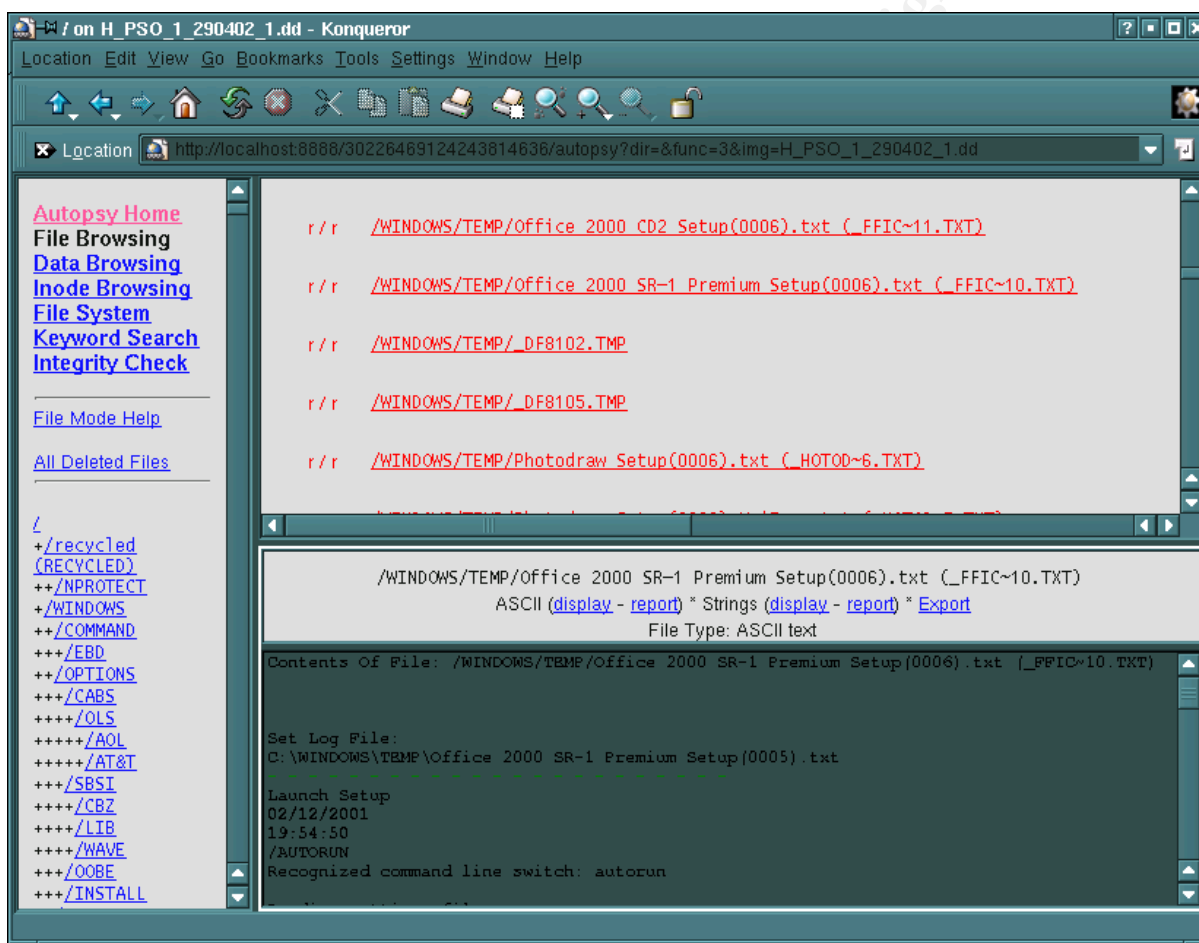 / on H_PSO_1_290402_1.dd - Konqueror
Location Edit View Go Bookmarks Tools Settings Window Help
Location http://localhost:8888/30226469124243814636/autopsy?dir=&func=3&img=H_PSO_1_290402_1.dd
Autopsy Home
File Browsing
Data Browsing
Inode Browsing
File System
Keyword Search
Integrity Check
File Mode Help
All Deleted Files
/
+/recycled
(RECYCLED)
++/NPROTECT
+/WINDOWS
++/COMMAND
+++/EBD
++/OPTIONS
+++/CABS
++++/OLS
+++++/AOL
+++++/AT&T
+++/SBSI
++++/CBZ
++++/LIB
++++/WAVE
+++/OOBE
+++/INSTALL
r / r /WINDOWS/TEMP/Office 2000 CD2 Setup(0006).txt (_FFIC~11.TXT)
r / r /WINDOWS/TEMP/Office 2000 SR-1 Premium Setup(0006).txt (_FFIC~10.TXT)
r / r /WINDOWS/TEMP/_DF8102.TMP
r / r /WINDOWS/TEMP/_DF8105.TMP
r / r /WINDOWS/TEMP/Photodraw Setup(0006).txt (_HOTOD~6.TXT)
/WINDOWS/TEMP/Office 2000 SR-1 Premium Setup(0006).txt (_FFIC~10.TXT)
ASCII (display - report) * Strings (display - report) * Export
File Type: ASCII text
Contents Of File: /WINDOWS/TEMP/Office 2000 SR-1 Premium Setup(0006).txt (_FFIC~10.TXT)
Set Log File:
C:\WINDOWS\TEMP\Office 2000 SR-1 Premium Setup(0005).txt
- - - - - - - - - - - - - - - - - - - - - - - -
Launch Setup
02/12/2001
19:54:50
/AUTORUN
Recognized command line switch: autorun